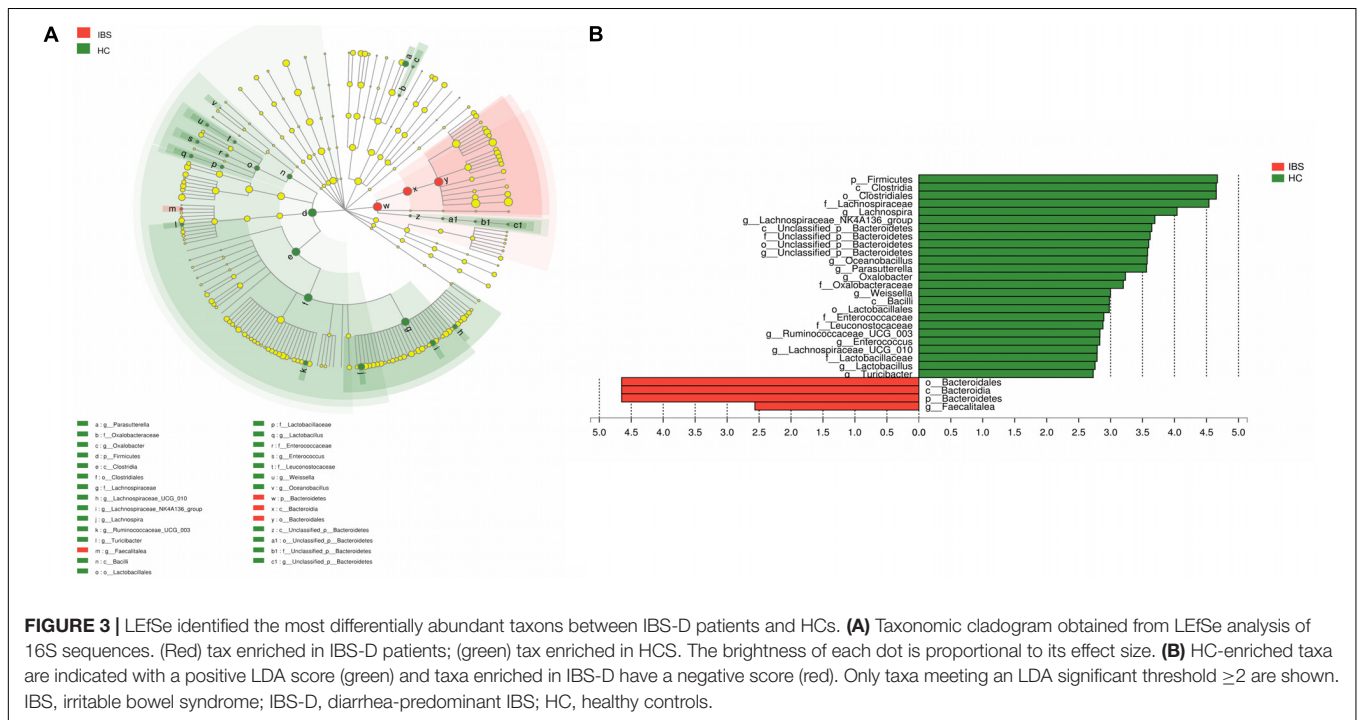 A
IBS
HC
B
IBS
HC
a
c
b
v
u
t
s
r
q
p
o
n
m
l
d
e
f
g
h
i
j
k
w
x
y
z
a1
b1
c1
p__Firmicutes
c__Clostridia
o__Clostridiales
f__Lachnospiraceae
g__Lachnospira
g__Lachnospiraceae_NK4A136_group
c__Unclassified_p__Bacteroidetes
f__Unclassified_p__Bacteroidetes
o__Unclassified_p__Bacteroidetes
g__Unclassified_p__Bacteroidetes
g__Oceanobacillus
g__Parasutterella
g__Oxalobacter
f__Oxalobacteraceae
g__Weissella
c__Bacilli
o__Lactobacillales
f__Enterococcaceae
f__Leuconostocaceae
g__Ruminococcaceae_UCG_003
g__Enterococcus
g__Lachnospiraceae_UCG_010
f__Lactobacillaceae
g__Lactobacillus
g__Turicibacter
o__Bacteroidales
c__Bacteroidia
p__Bacteroidetes
g__Faecalitalea
5.0 4.5 4.0 3.5 3.0 2.5 2.0 1.5 1.0 0.5 0.0 0.5 1.0 1.5 2.0 2.5 3.0 3.5 4.0 4.5 5.0
a : g__Parasutterella
b : f__Oxalobacteraceae
c : g__Oxalobacter
d : p__Firmicutes
e : c__Clostridia
f : o__Clostridiales
g : f__Lachnospiraceae
h : g__Lachnospiraceae_UCG_010
i : g__Lachnospiraceae_NK4A136_group
j : g__Lachnospira
k : g__Ruminococcaceae_UCG_003
l : g__Turicibacter
m : g__Faecalitalea
n : c__Bacilli
o : o__Lactobacillales
p : f__Lactobacillaceae
q : g__Lactobacillus
r : f__Enterococcaceae
s : g__Enterococcus
t : f__Leuconostocaceae
u : g__Weissella
v : g__Oceanobacillus
w : p__Bacteroidetes
x : c__Bacteroidia
y : o__Bacteroidales
z : c__Unclassified_p__Bacteroidetes
a1 : o__Unclassified_p__Bacteroidetes
b1 : f__Unclassified_p__Bacteroidetes
c1 : g__Unclassified_p__Bacteroidetes
FIGURE 3 | LEfSe identified the most differentially abundant taxons between IBS-D patients and HCs. (A) Taxonomic cladogram obtained from LEfSe analysis of
16S sequences. (Red) tax enriched in IBS-D patients; (green) tax enriched in HCS. The brightness of each dot is proportional to its effect size. (B) HC-enriched taxa
are indicated with a positive LDA score (green) and taxa enriched in IBS-D have a negative score (red). Only taxa meeting an LDA significant threshold ≥2 are shown.
IBS, irritable bowel syndrome; IBS-D, diarrhea-predominant IBS; HC, healthy controls.